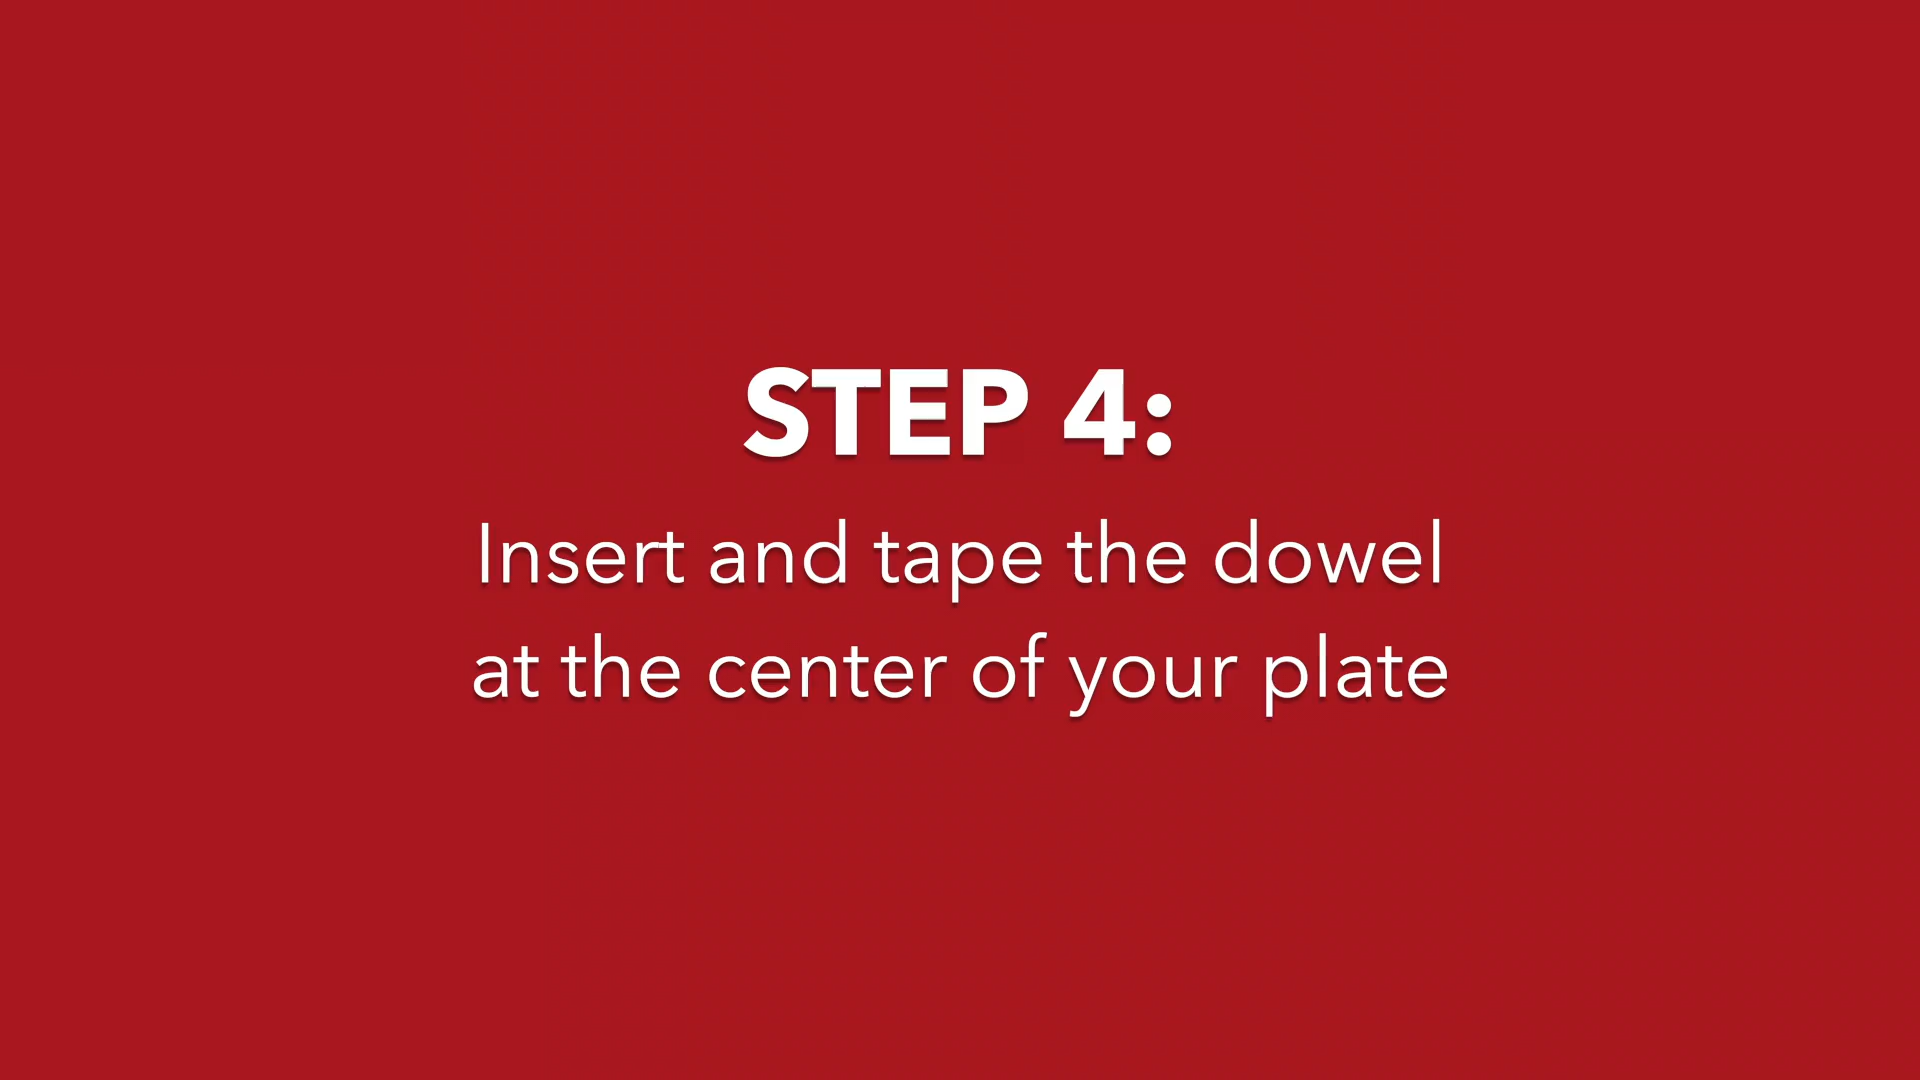 STEP 4:
Insert and tape the dowel
at the center of your plate